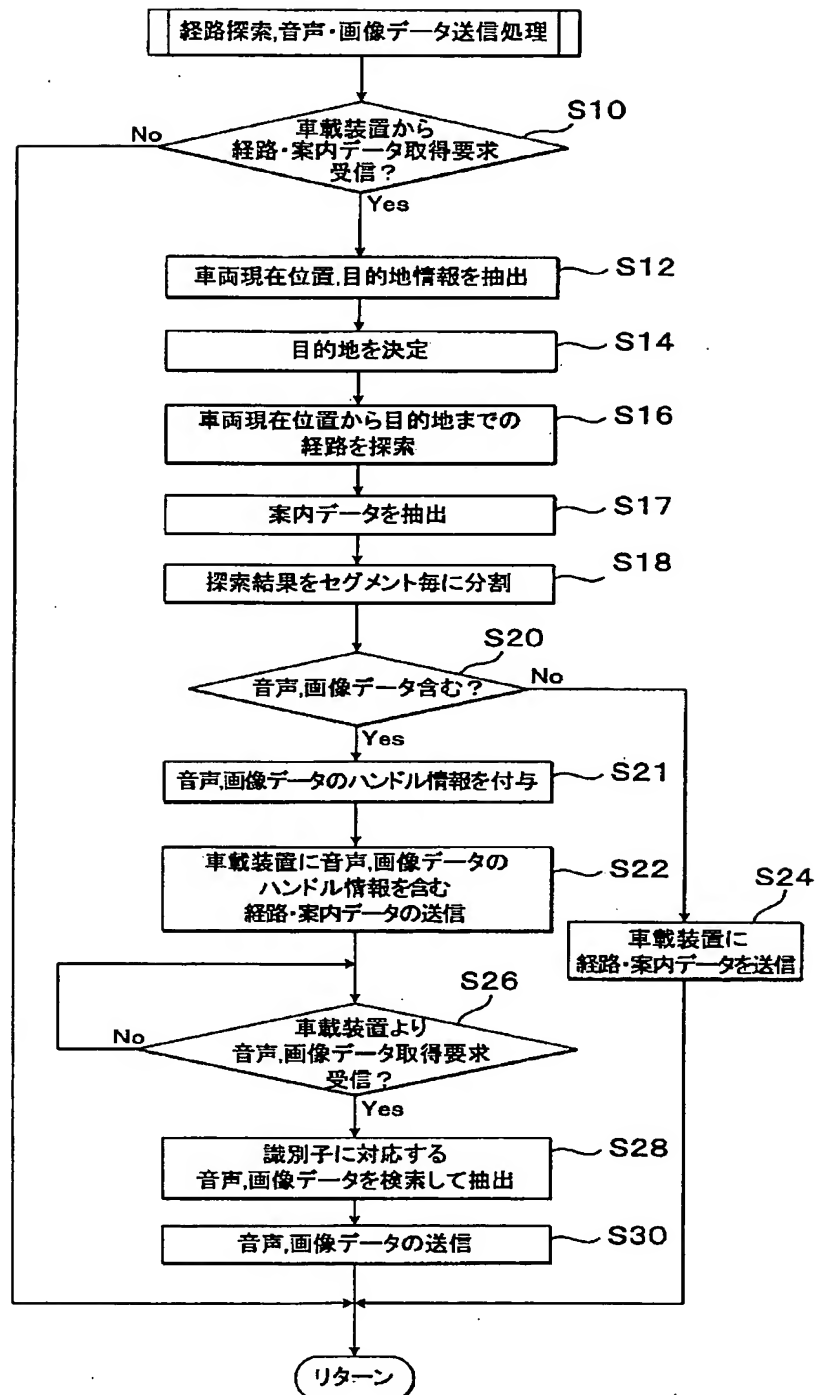 経路探索,音声・画像データ送信処理
S10
No
車載装置から
経路・案内データ取得要求
受信？
Yes
車両現在位置,目的地情報を抽出
S12
目的地を決定
S14
車両現在位置から目的地までの
経路を探索
S16
案内データを抽出
S17
探索結果をセグメント毎に分割
S18
S20
音声,画像データ含む？
No
Yes
音声,画像データのハンドル情報を付与
S21
車載装置に音声,画像データの
ハンドル情報を含む
経路・案内データの送信
S22
S24
車載装置に
経路・案内データを送信
S26
車載装置より
音声,画像データ取得要求
受信？
No
Yes
識別子に対応する
音声,画像データを検索して抽出
S28
音声,画像データの送信
S30
リターン